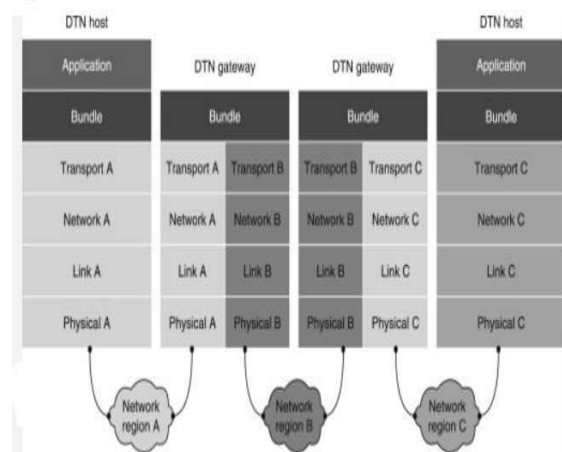 DTN host
DTN host
Application
DTN gateway
DTN gateway
Application
Bundle
Bundle
Bundle
Bundle
Transport A
Transport A
Transport B
Transport B
Transport C
Transport C
Network A
Network A
Network B
Network B
Network C
Network C
Link A
Link A
Link B
Link B
Link C
Link C
Physical A
Physical A
Physical B
Physical B
Physical C
Physical C
Network
region A
Network
region B
Network
region C